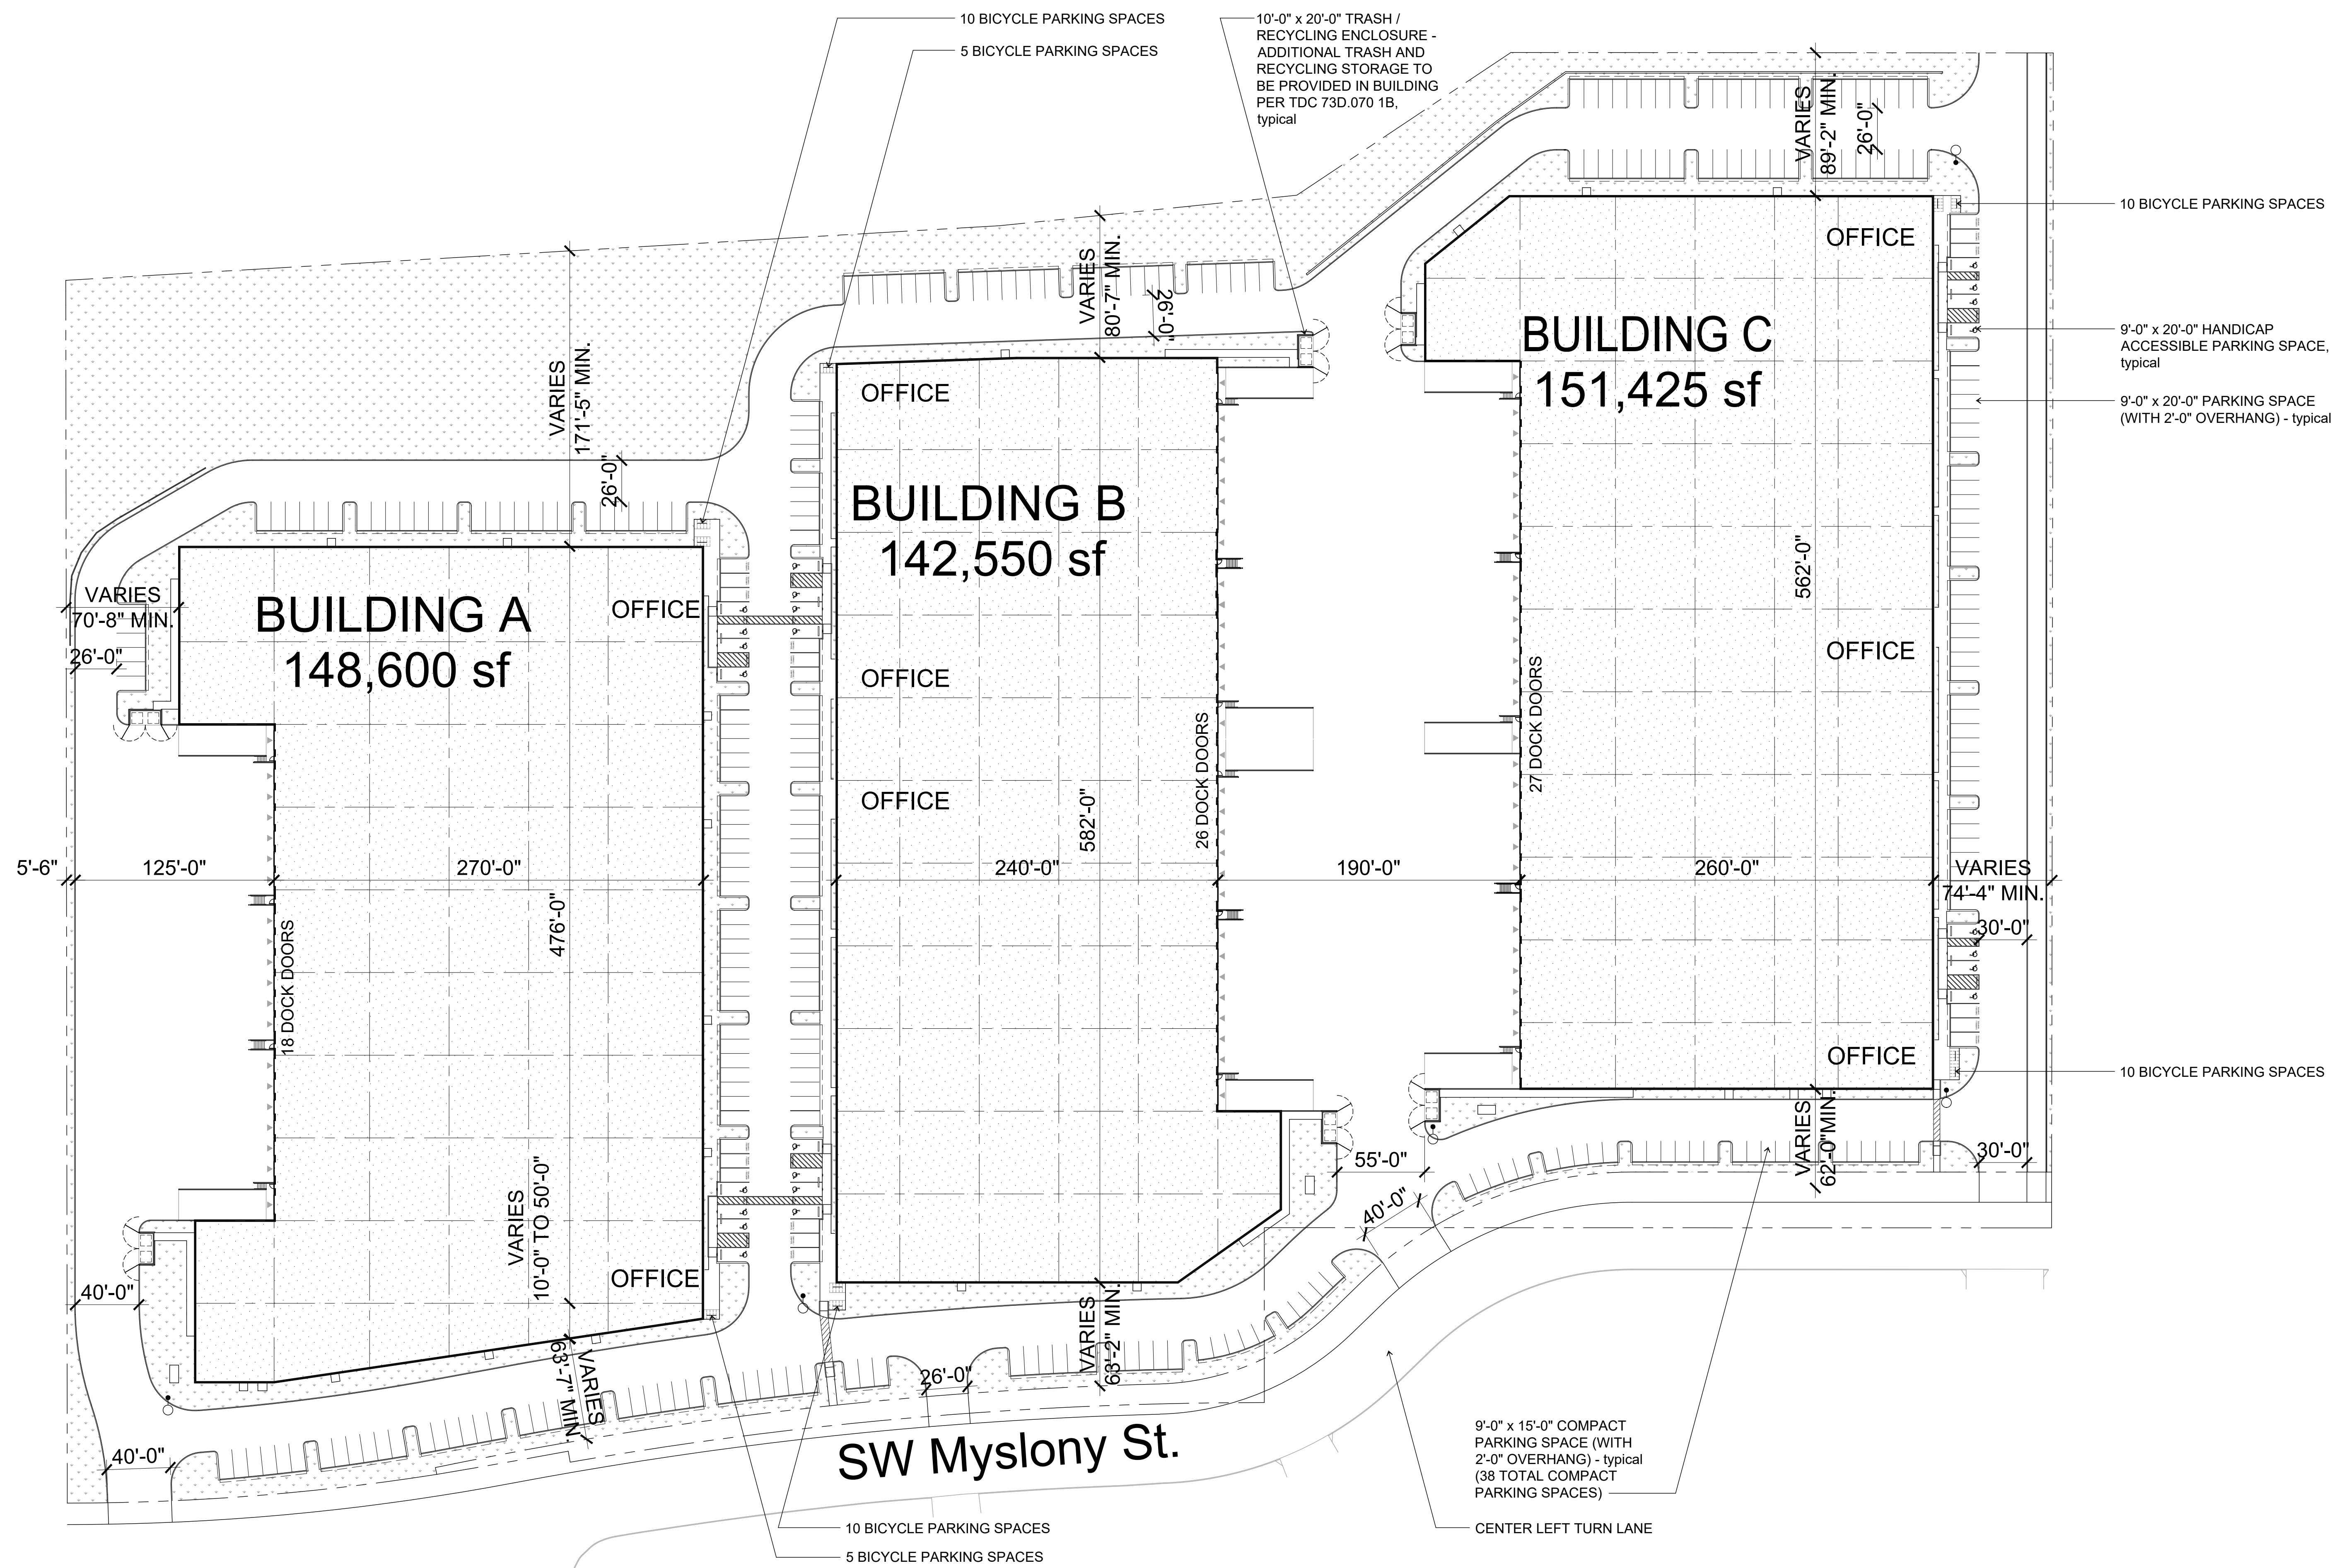 10 BICYCLE PARKING SPACES
5 BICYCLE PARKING SPACES
10'-0" x 20'-0" TRASH /
RECYCLING ENCLOSURE -
ADDITIONAL TRASH AND
RECYCLING STORAGE TO
BE PROVIDED IN BUILDING
PER TDC 73D.070 1B,
typical
VARIES
89'-2" MIN.
26'-0"
10 BICYCLE PARKING SPACES
OFFICE
VARIES
80'-7" MIN.
26'-0"
BUILDING C
151,425 sf
9'-0" x 20'-0" HANDICAP
ACCESSIBLE PARKING SPACE,
typical
9'-0" x 20'-0" PARKING SPACE
(WITH 2'-0" OVERHANG) - typical
VARIES
171'-5" MIN.
26'-0"
OFFICE
BUILDING B
142,550 sf
562'-0"
VARIES
70'-8" MIN.
26'-0"
BUILDING A
148,600 sf
OFFICE
OFFICE
OFFICE
OFFICE
27 DOCK DOORS
26 DOCK DOORS
582'-0"
5'-6"
125'-0"
270'-0"
240'-0"
190'-0"
260'-0"
VARIES
74'-4" MIN.
30'-0"
476'-0"
18 DOCK DOORS
OFFICE
10 BICYCLE PARKING SPACES
VARIES
62'-0"MIN.
30'-0"
55'-0"
40'-0"
VARIES
10'-0" TO 50'-0"
OFFICE
40'-0"
VARIES
63'-7" MIN.
VARIES
63'-2" MIN.
26'-0"
40'-0"
SW Myslony St.
9'-0" x 15'-0" COMPACT
PARKING SPACE (WITH
2'-0" OVERHANG) - typical
(38 TOTAL COMPACT
PARKING SPACES)
CENTER LEFT TURN LANE
10 BICYCLE PARKING SPACES
5 BICYCLE PARKING SPACES